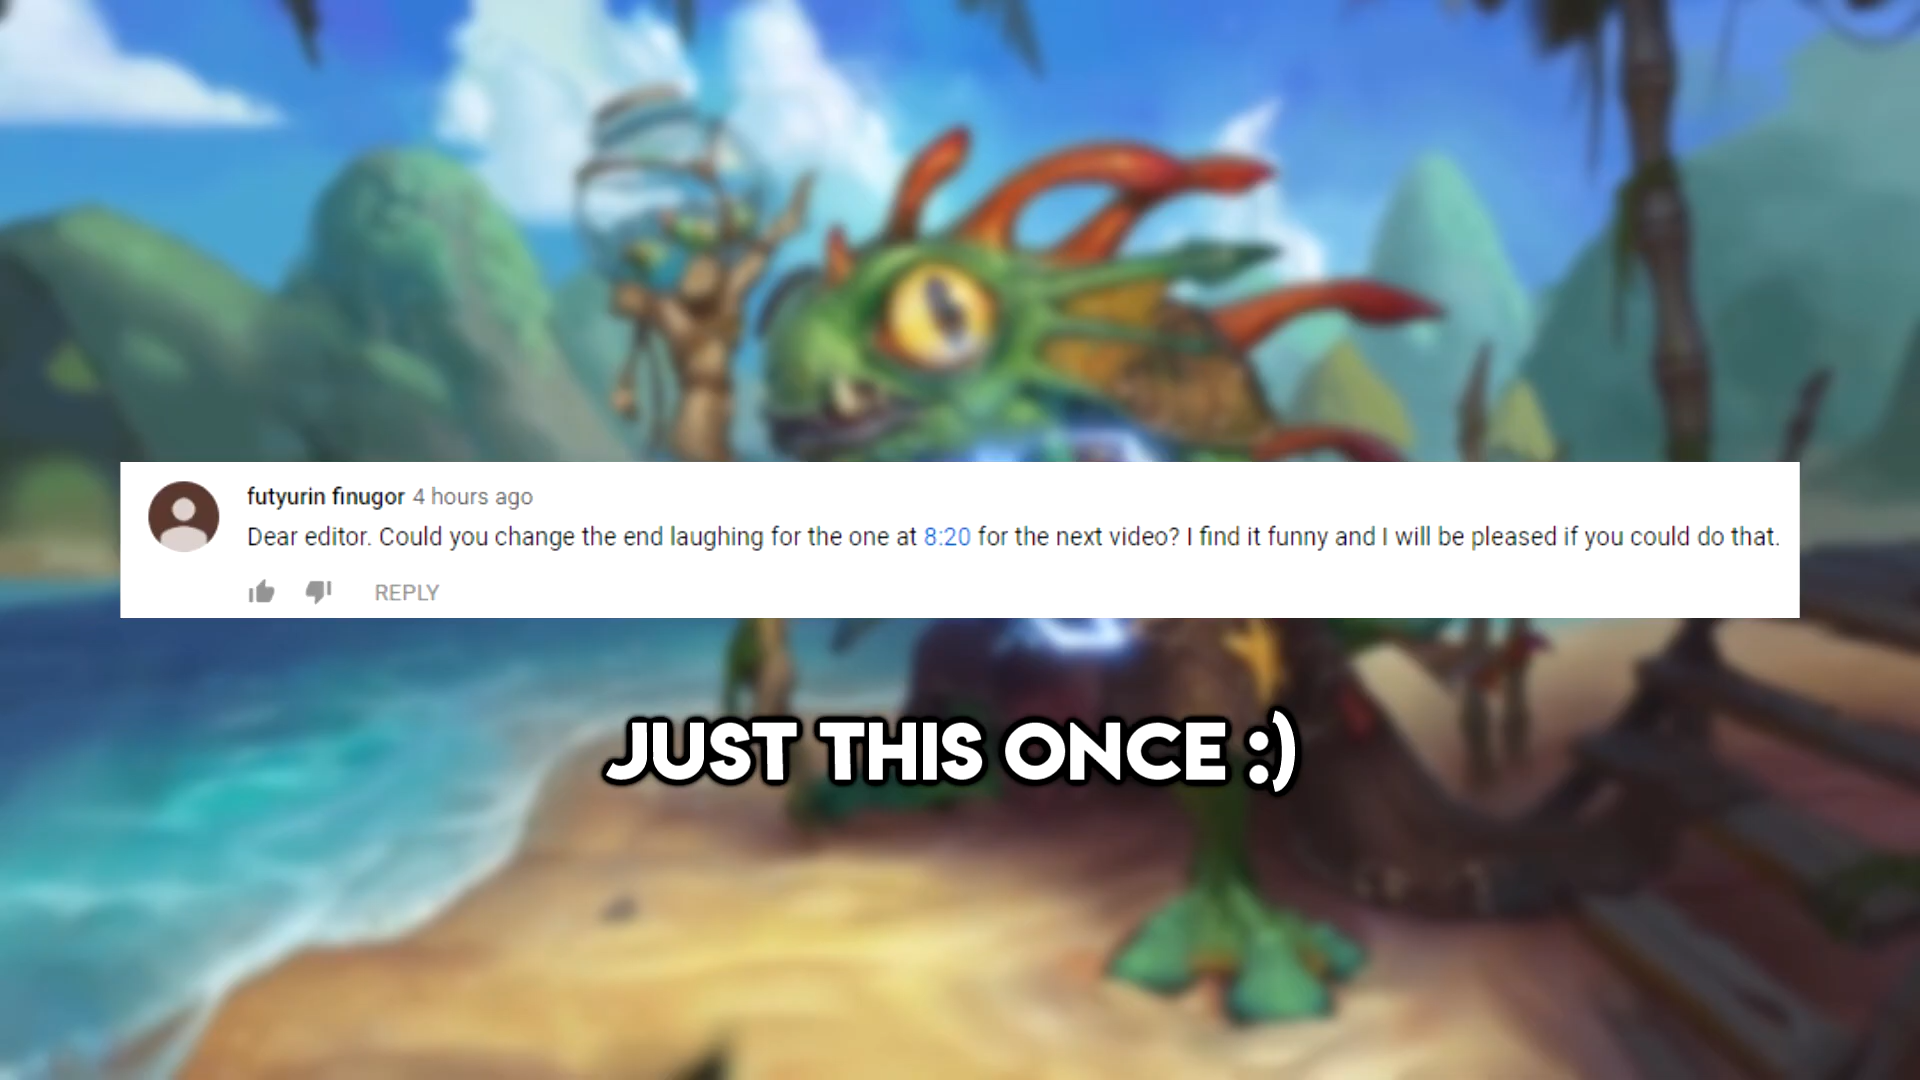 futyurin finugor 4 hours ago
Dear editor. Could you change the end laughing for the one at 8:20 for the next video? I find it funny and I will be pleased if you could do that.
REPLY
JUST THIS ONCE :)